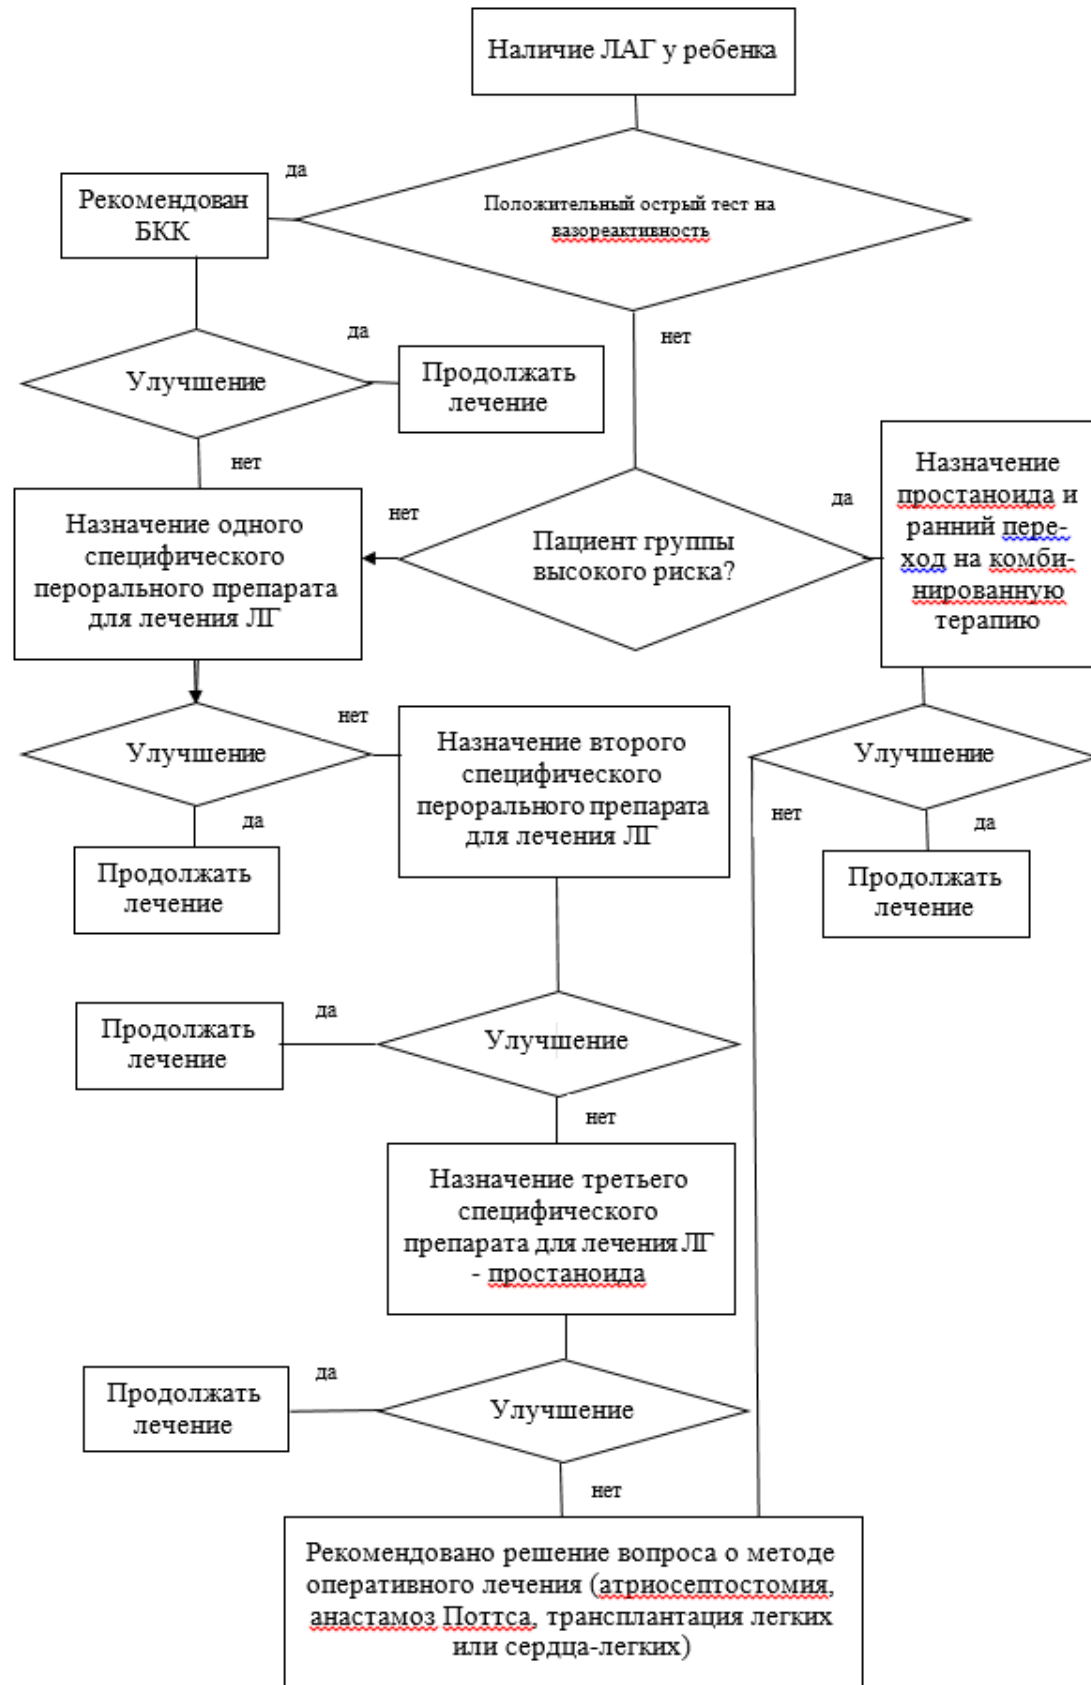 Наличие ЛАГ у ребенка
да
Рекомендован
БКК
Положительный острый тест на
вазореактивность
да
нет
Улучшение
Продолжать
лечение
нет
Назначение одного
специфического
перорального препарата
для лечения ЛГ
нет
Пациент группы
высокого риска?
да
Назначение
простаноида и
ранний пере-
ход на комби-
нированную
терапию
нет
Улучшение
Назначение второго
специфического
перорального препарата
для лечения ЛГ
Улучшение
да
нет
да
Продолжать
лечение
Продолжать
лечение
да
Продолжать
лечение
Улучшение
нет
Назначение третьего
специфического
препарата для лечения ЛГ
- простаноида
да
Продолжать
лечение
Улучшение
нет
Рекомендовано решение вопроса о методе
оперативного лечения (атриосептостомия,
анастамоз Поттса, трансплантация легких
или сердца-легких)